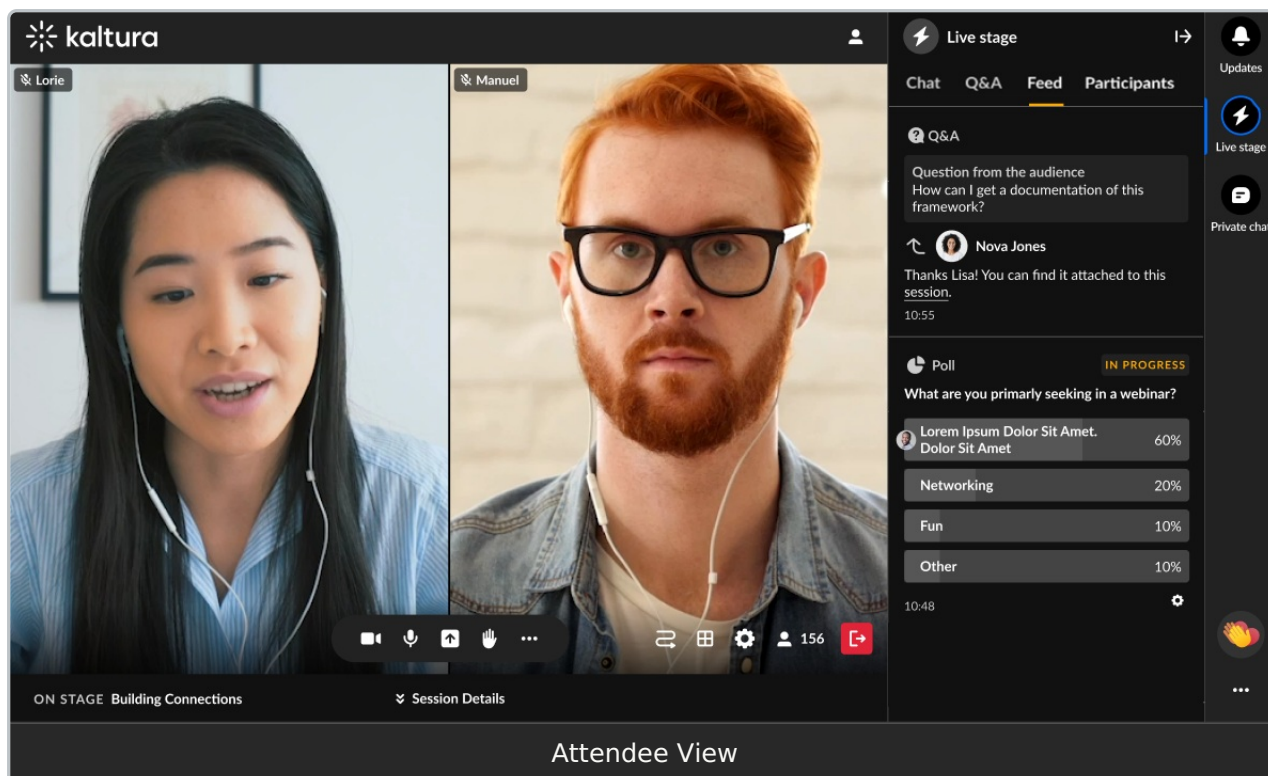 kaltura
Lorie
Manuel
Live stage
Chat Q&A Feed Participants
Q&A
Question from the audience
How can I get a documentation of this
framework?
Nova Jones
Thanks Lisa! You can find it attached to this
session.
10:55
Poll IN PROGRESS
What are you primarly seeking in a webinar?
Lorem Ipsum Dolor Sit Amet.
Dolor Sit Amet 60%
Networking 20%
Fun 10%
Other 10%
10:48
Updates
Live stage
Private chat
156
ON STAGE Building Connections
Session Details
Attendee View